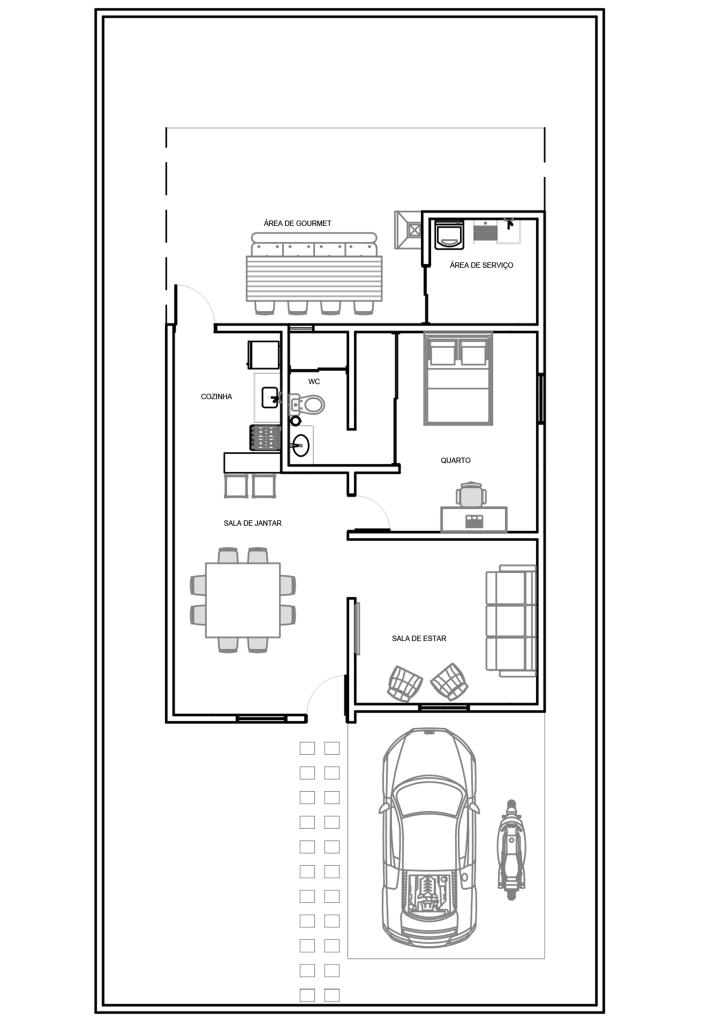 ÁREA DE GOURMET
ÁREA DE SERVIÇO
WC
COZINHA
QUARTO
SALA DE JANTAR
SALA DE ESTAR